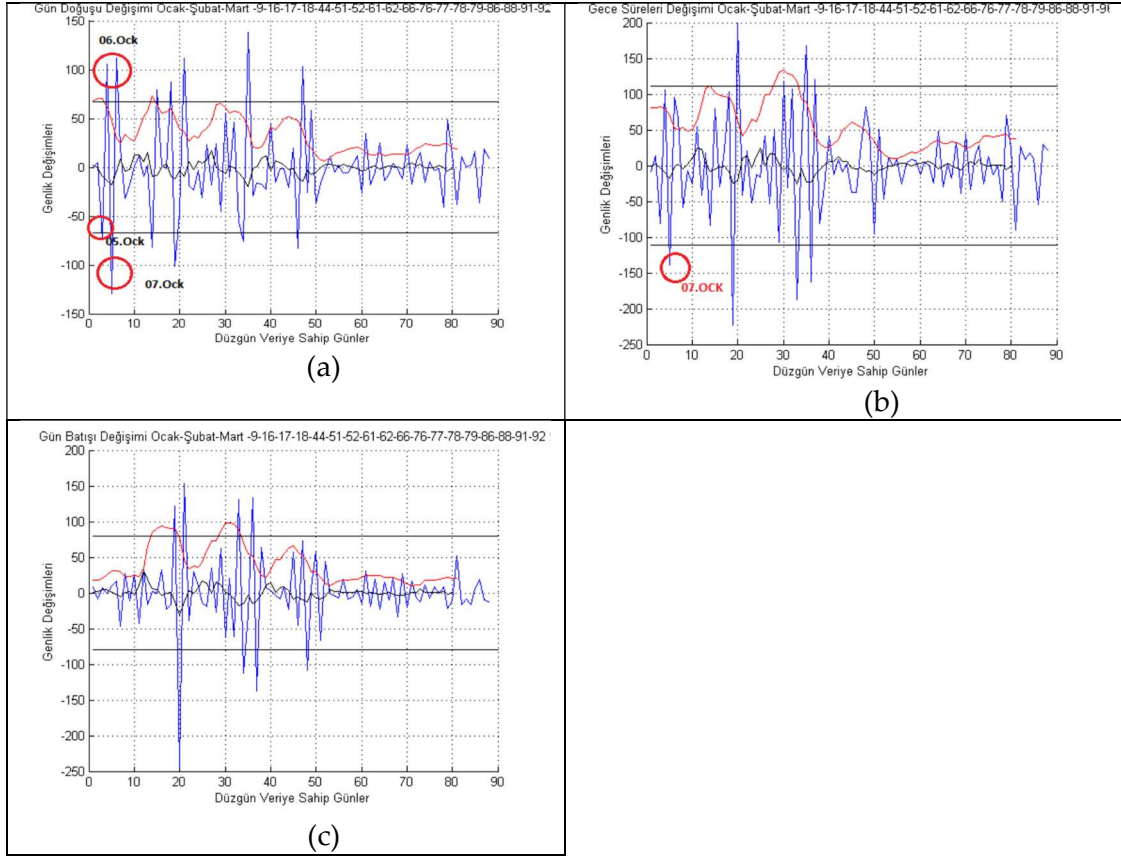 Gün Doğuşu Değişimi Ocak-Şubat-Mart -9-16-17-18-44-51-52-61-62-66-76-77-78-79-86-88-91-92
150
100
50
0
-50
-100
-150
Genlik Değişimleri
06.Ock
05.Ock
07.Ock
0 10 20 30 40 50 60 70 80 90
Düzgün Veriye Sahip Günler
(a)
Gece Süreleri Değişimi Ocak-Şubat-Mart -9-16-17-18-44-51-52-61-62-66-76-77-78-79-86-88-91-9
200
150
100
50
0
-50
-100
-150
-200
-250
Genlik Değişimleri
07.OCK
0 10 20 30 40 50 60 70 80 90
Düzgün Veriye Sahip Günler
(b)
Gün Batışı Değişimi Ocak-Şubat-Mart -9-16-17-18-44-51-52-61-62-66-76-77-78-79-86-88-91-92
200
150
100
50
0
-50
-100
-150
-200
-250
Genlik Değişimleri
0 10 20 30 40 50 60 70 80 90
Düzgün Veriye Sahip Günler
(c)